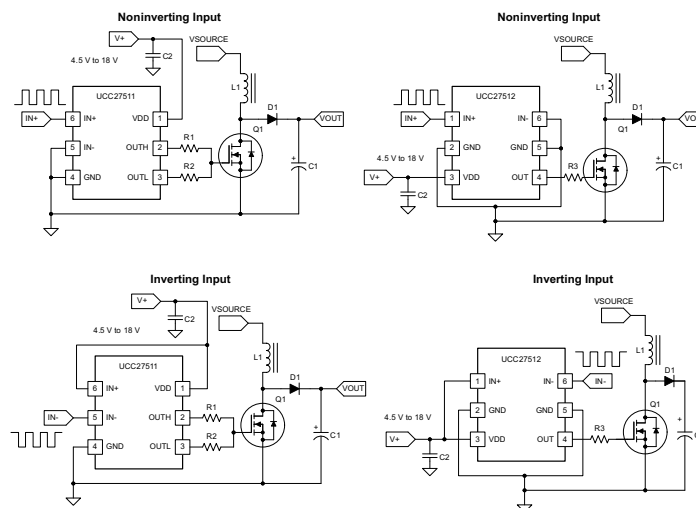 Noninverting Input
V+
4.5 V to 18 V
C2
VSOURCE
L1
UCC27511
IN+
6 IN+
VDD 1
D1
VOUT
5 IN-
OUTH 2
R1
Q1
4 GND
OUTL 3
R2
+
C1
Noninverting Input
VSOURCE
L1
UCC27512
IN+
1 IN+
IN- 6
D1
2 GND
GND 5
Q1
4.5 V to 18 V
V+
3 VDD
OUT 4
R3
+
C1
C2
Inverting Input
V+
4.5 V to 18 V
C2
VSOURCE
L1
UCC27511
6 IN+
VDD 1
D1
VOUT
IN-
5 IN-
OUTH 2
R1
Q1
4 GND
OUTL 3
R2
+
C1
Inverting Input
VSOURCE
L1
UCC27512
1 IN+
IN- 6
IN-
D1
2 GND
GND 5
Q1
4.5 V to 18 V
V+
3 VDD
OUT 4
R3
+
C2